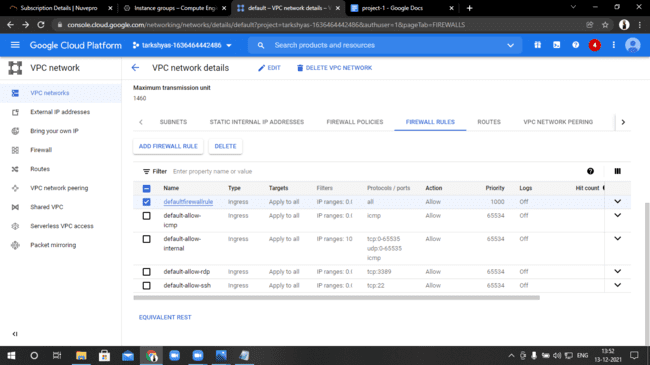 Subscription Details | Nuvepro
Instance groups – Compute Eng
default – VPC network details –
project-1 - Google Docs
console.cloud.google.com/networking/networks/details/default?project=tarkshyas-1636464442486&authuser=1&pageTab=FIREWALLS
Google Cloud Platform
tarkshyas-1636464442486
Search products and resources
4
VPC network
VPC network details
EDIT
DELETE VPC NETWORK
VPC networks
External IP addresses
Bring your own IP
Firewall
Routes
VPC network peering
Shared VPC
Serverless VPC access
Packet mirroring
Maximum transmission unit
1460
SUBNETS
STATIC INTERNAL IP ADDRESSES
FIREWALL POLICIES
FIREWALL RULES
ROUTES
VPC NETWORK PEERING
ADD FIREWALL RULE
DELETE
Filter Enter property name or value
Name Type Targets Filters Protocols / ports Action Priority Logs Hit count
defaultfirewallrule Ingress Apply to all IP ranges: 0.( all Allow 1000 Off
default-allow-icmp Ingress Apply to all IP ranges: 0.( icmp Allow 65534 Off
default-allow-internal Ingress Apply to all IP ranges: 10 tcp:0-65535 Allow 65534 Off
udp:0-65535
icmp
default-allow-rdp Ingress Apply to all IP ranges: 0.( tcp:3389 Allow 65534 Off
default-allow-ssh Ingress Apply to all IP ranges: 0.( tcp:22 Allow 65534 Off
EQUIVALENT REST
ENG
13:52
13-12-2021